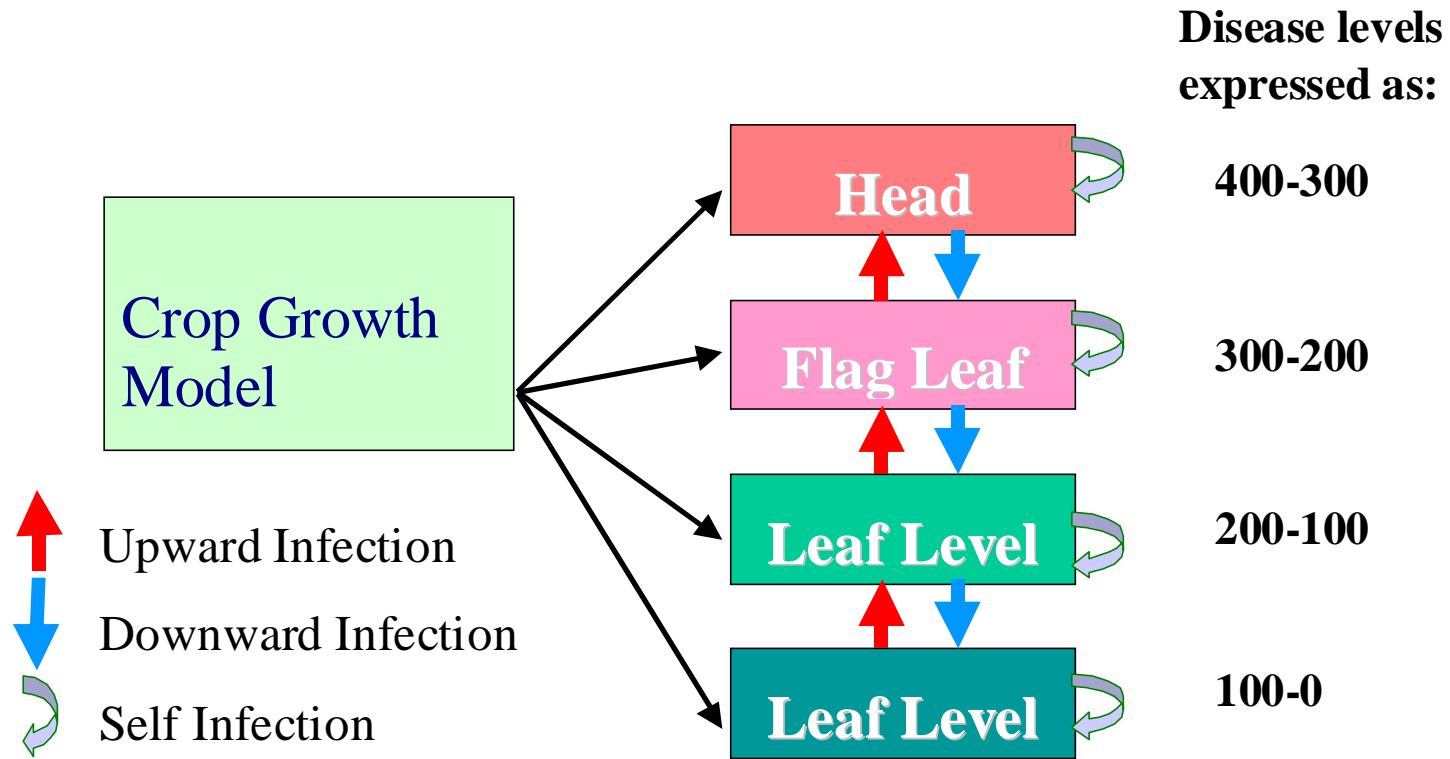 Disease levels
expressed as:
Head
400-300
Crop Growth
Model
Flag Leaf
300-200
Leaf Level
200-100
Leaf Level
100-0
Upward Infection
Downward Infection
Self Infection